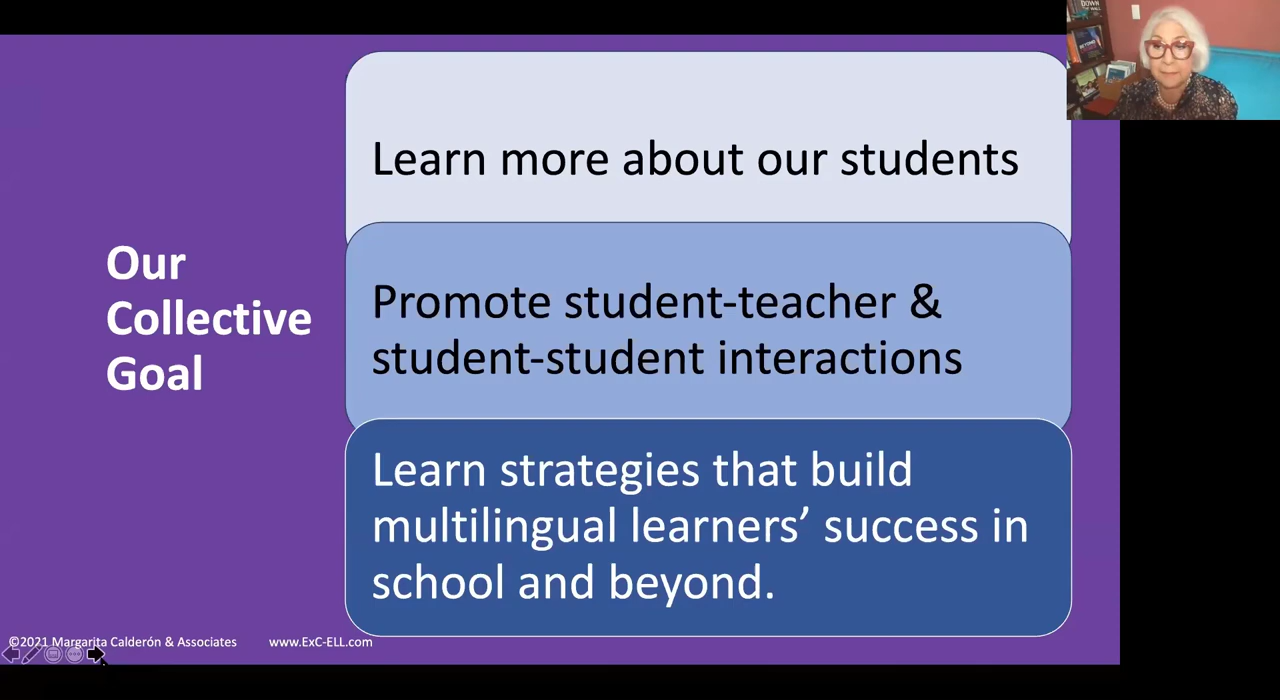 Our
Collective
Goal
Learn more about our students
Promote student-teacher &
student-student interactions
Learn strategies that build
multilingual learners’ success in
school and beyond.
©2021 Margarita Calderón & Associates
www.ExC-ELL.com
DOWN